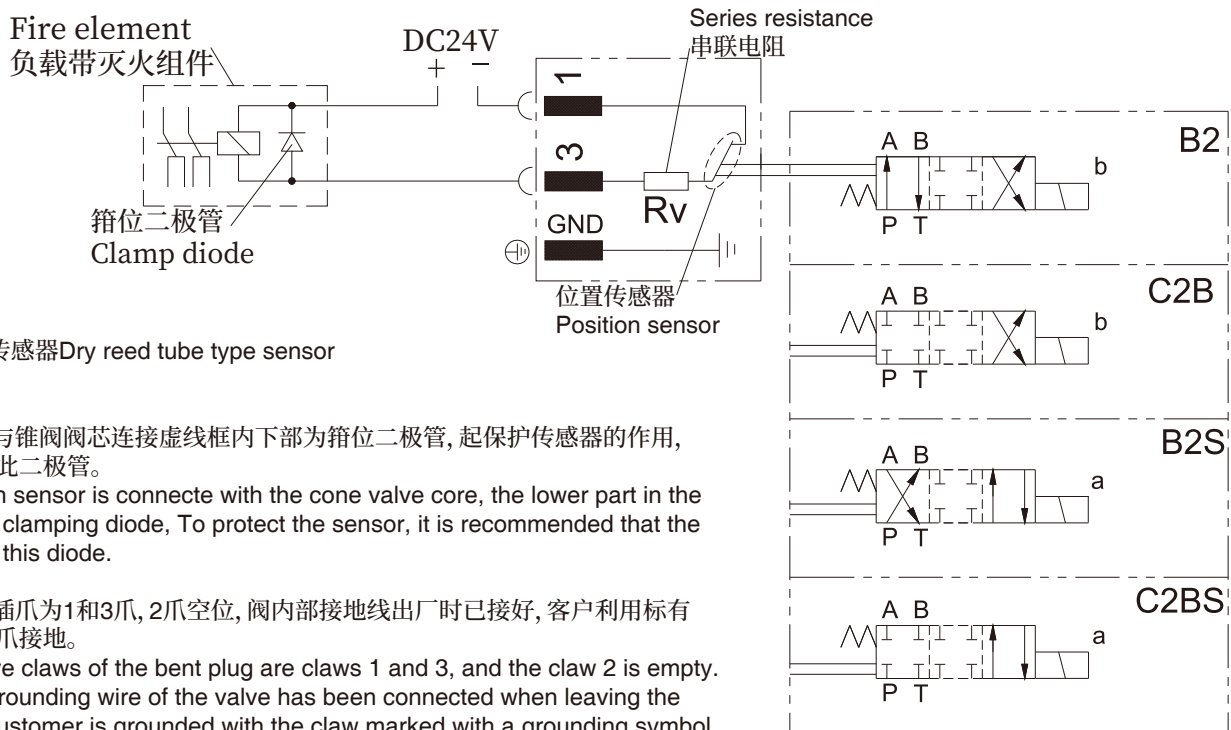 Fire element
负载带灭火组件
DC24V
+ −
Series resistance
串联电阻
1
3
GND
Rv
箝位二极管
Clamp diode
位置传感器
Position sensor
A B
P T
b
B2
A B
P T
b
C2B
A B
P T
a
B2S
A B
P T
a
C2BS
传感器Dry reed tube type sensor
与锥阀阀芯连接虚线框内下部为箝位二极管, 起保护传感器的作用,
此二极管。
n sensor is connecte with the cone valve core, the lower part in the
clamping diode, To protect the sensor, it is recommended that the
this diode.
插爪为1和3爪, 2爪空位, 阀内部接地线出厂时已接好, 客户利用标有
爪接地。
ve claws of the bent plug are claws 1 and 3, and the claw 2 is empty.
rounding wire of the valve has been connected when leaving the
ustomer is grounded with the claw marked with a grounding symbol